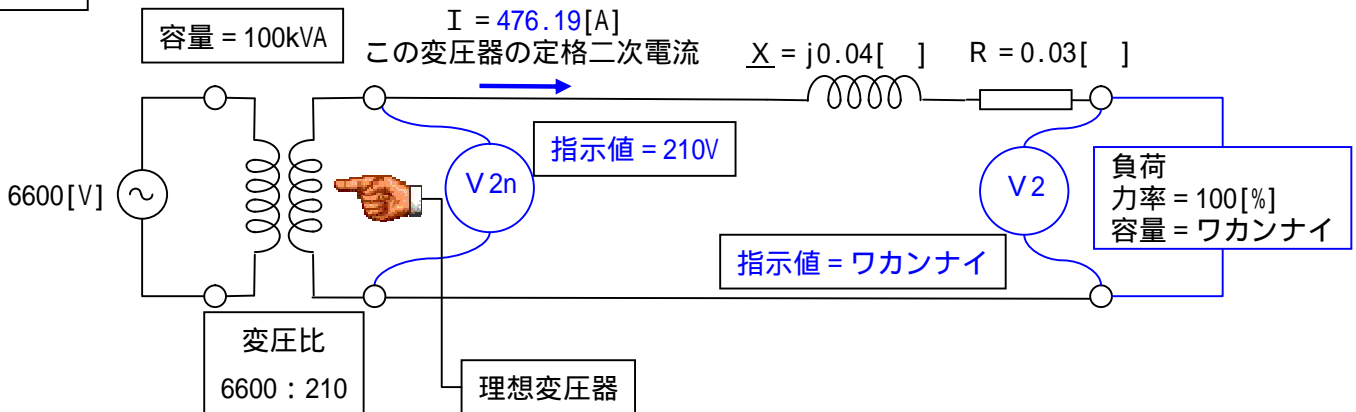 I = 476.19[A]
この変圧器の定格二次電流
容量 = 100kVA
X = j0.04[ ]
R = 0.03[ ]
6600[V]
V2n
指示値 = 210V
V2
指示値 = ワカンナイ
負荷
力率 = 100[%]
容量 = ワカンナイ
変圧比
6600 : 210
理想変圧器